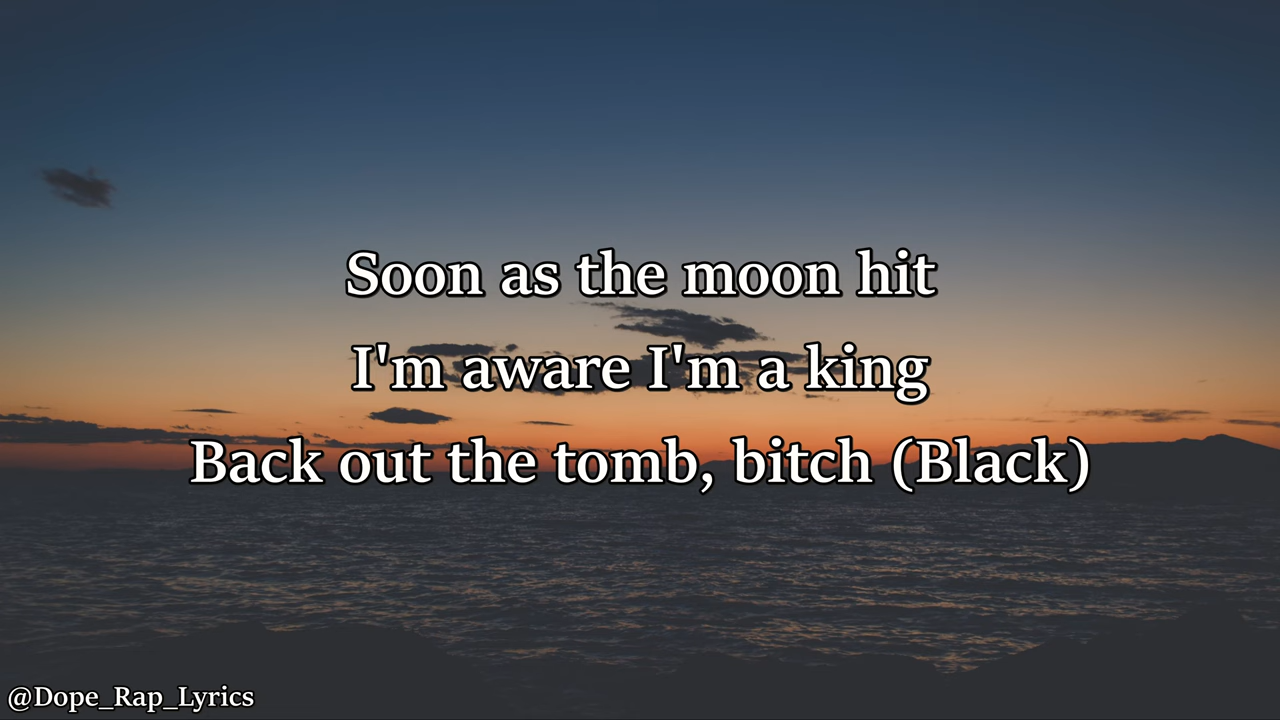 Soon as the moon hit
I'm aware I'm a king
Back out the tomb, bitch (Black)
@Dope_Rap_Lyrics